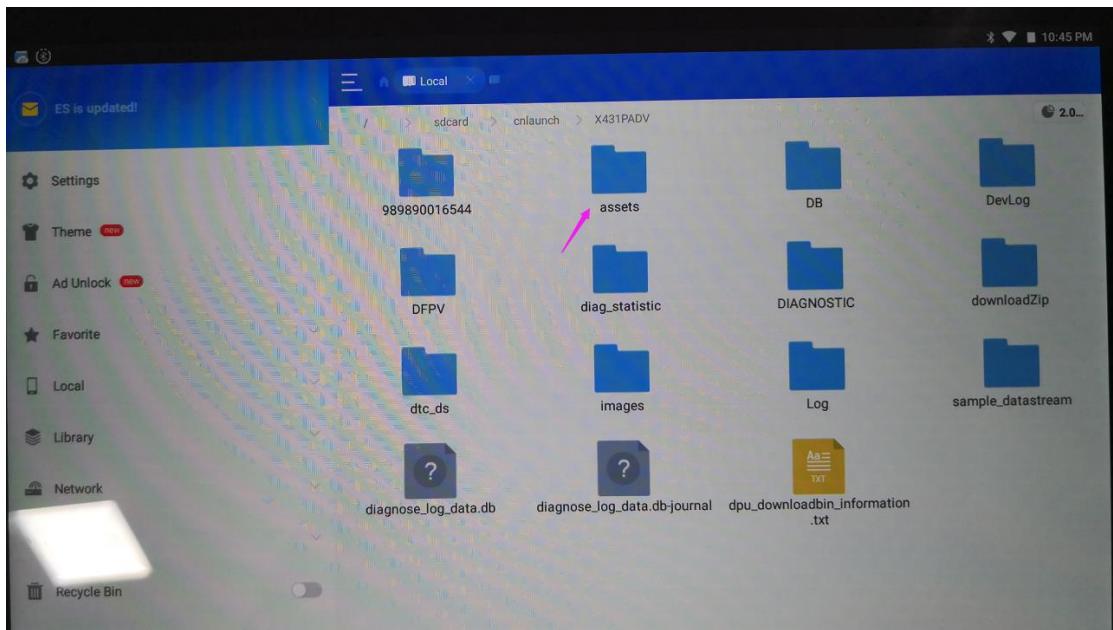 10:45 PM
Local
ES is updated!
/ > sdcard > cnlaunch > X431PADV
2.0...
Settings
989890016544
assets
DB
DevLog
Theme new
Ad Unlock new
DFPV
diag_statistic
DIAGNOSTIC
downloadZip
Favorite
Local
dtc_ds
images
Log
sample_datastream
Library
Network
?
?
Aa
TXT
diagnose_log_data.db
diagnose_log_data.db-journal
dpu_downloadbin_information
.txt
Recycle Bin